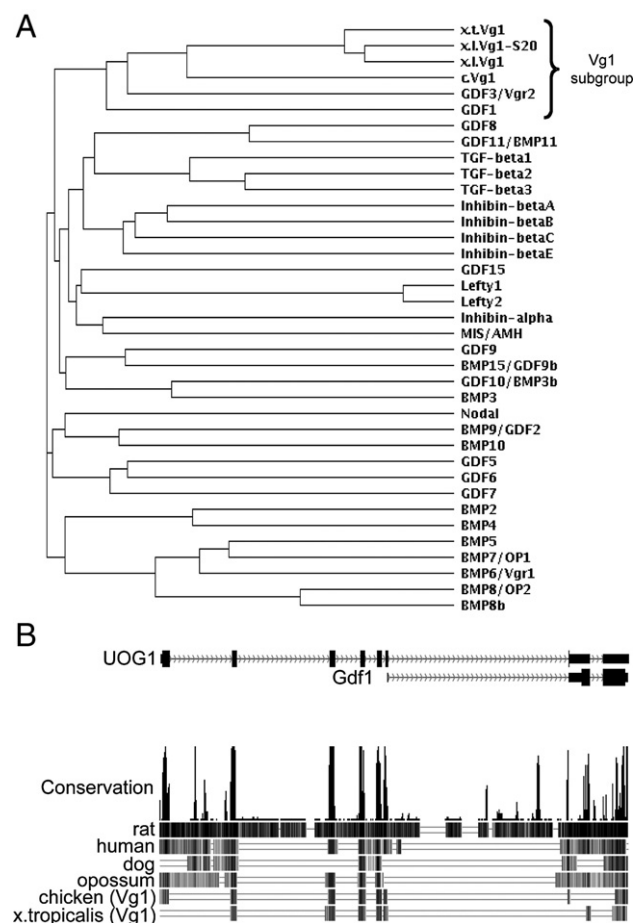 A
x.t.Vg1
x.l.Vg1-S20
x.l.Vg1
c.Vg1
GDF3/Vgr2
GDF1
Vg1
subgroup
GDF8
GDF11/BMP11
TGF-beta1
TGF-beta2
TGF-beta3
Inhibin-betaA
Inhibin-betaB
Inhibin-betaC
Inhibin-betaE
GDF15
Lefty1
Lefty2
Inhibin-alpha
MIS/AMH
GDF9
BMP15/GDF9b
GDF10/BMP3b
BMP3
Nodal
BMP9/GDF2
BMP10
GDF5
GDF6
GDF7
BMP2
BMP4
BMP5
BMP7/OP1
BMP6/Vgr1
BMP8/OP2
BMP8b
B
UOG1
Gdf1
Conservation
rat
human
dog
opossum
chicken (Vg1)
x.tropicalis (Vg1)